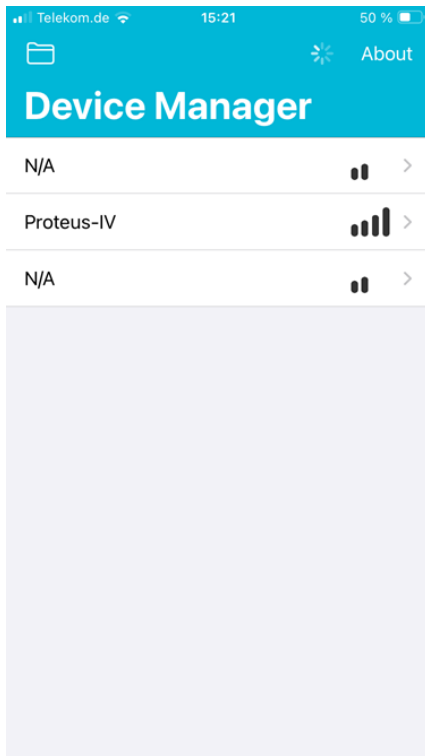 Telekom.de 15:21 50 %
About
Device Manager
N/A
Proteus-IV
N/A